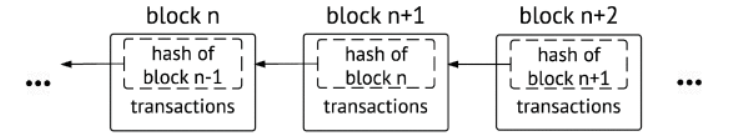 block n
block n+1
block n+2
hash of
block n-1
transactions
hash of
block n
transactions
hash of
block n+1
transactions
...
...